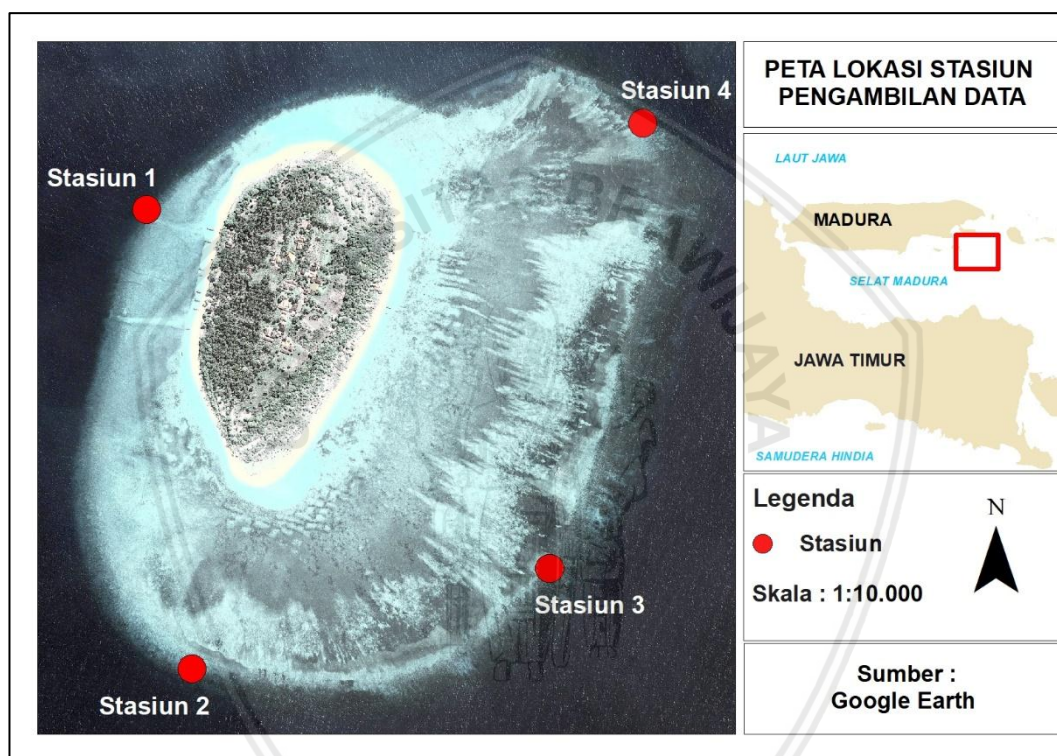 Stasiun 1
Stasiun 4
Stasiun 3
Stasiun 2
PETA LOKASI STASIUN
PENGAMBILAN DATA
LAUT JAWA
MADURA
SELAT MADURA
JAWA TIMUR
SAMUDERA HINDIA
Legenda
Stasiun
N
Skala : 1:10.000
Sumber :
Google Earth
BRAWIJAYA